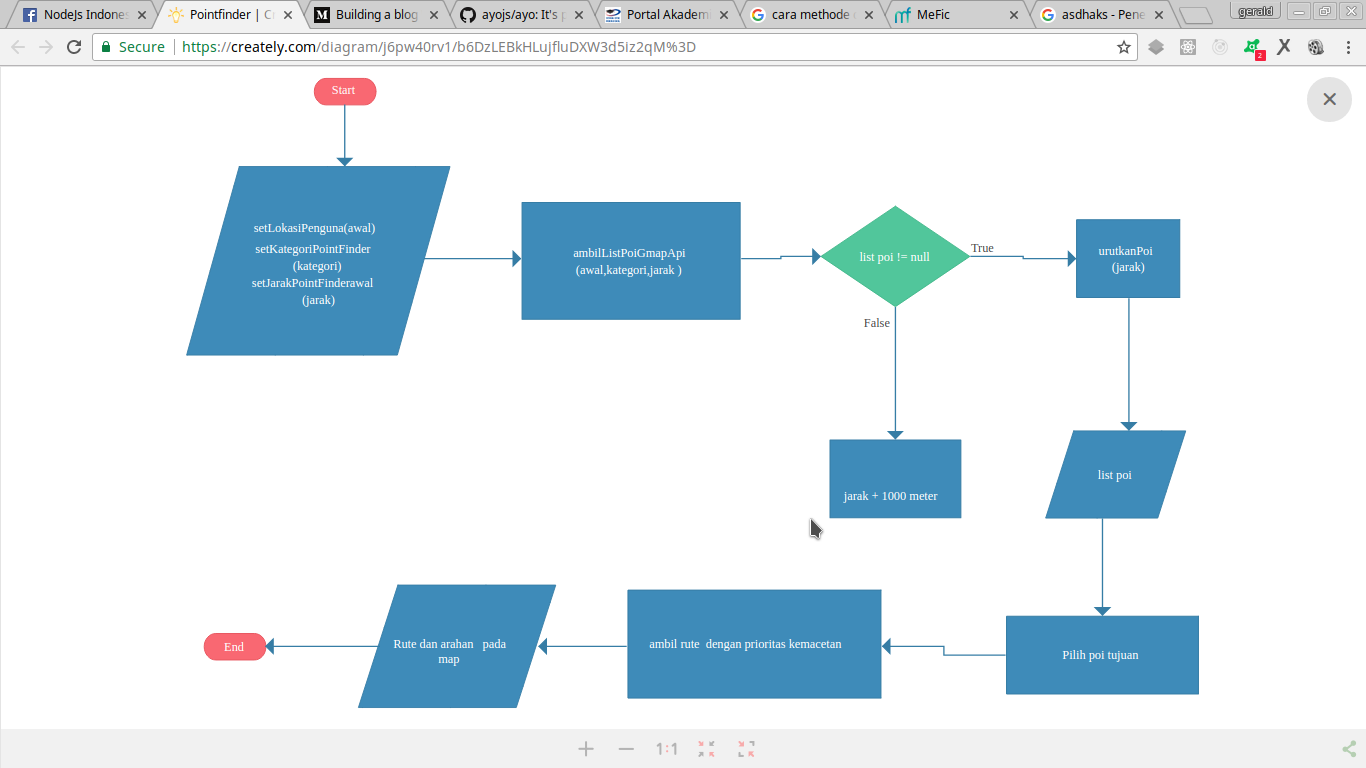 NodeJs Indones
Pointfinder | C
Building a blog
ayojs/ayo: It's p
Portal Akadem
cara methode
MeFic
asdhaks - Pene
gerald
Secure
https://creately.com/diagram/j6pw40rv1/b6DzLEBkHLujfluDXW3d5iz2qM%3D
2
Start
setLokasiPenguna(awal)
setKategoriPointFinder
(kategori)
setJarakPointFinderawal
(jarak)
ambilListPoiGmapApi
(awal,kategori,jarak )
list poi != null
True
False
urutkanPoi
(jarak)
jarak + 1000 meter
list poi
Pilih poi tujuan
ambil rute dengan prioritas kemacetan
Rute dan arahan pada
map
End
1:1